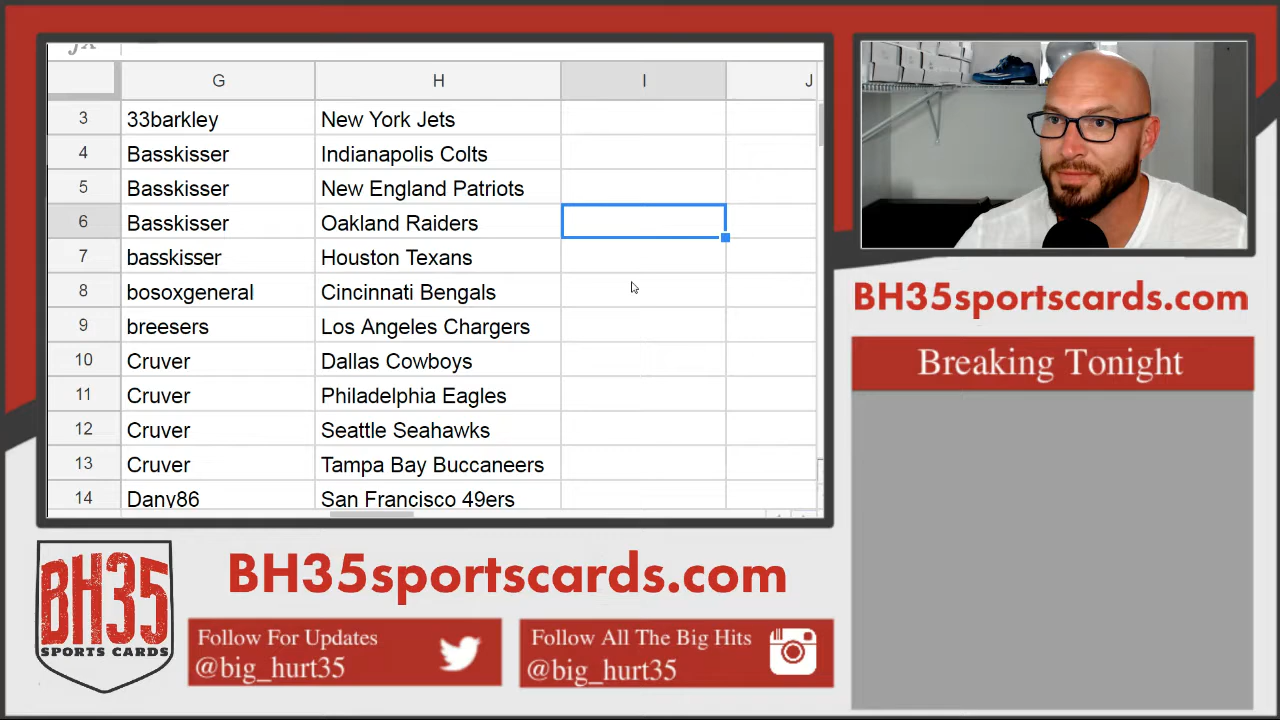 G H I J
3 33barkley New York Jets
4 Basskisser Indianapolis Colts
5 Basskisser New England Patriots
6 Basskisser Oakland Raiders
7 basskisser Houston Texans
8 bosoxgeneral Cincinnati Bengals
9 breesers Los Angeles Chargers
10 Cruver Dallas Cowboys
11 Cruver Philadelphia Eagles
12 Cruver Seattle Seahawks
13 Cruver Tampa Bay Buccaneers
14 Dany86 San Francisco 49ers
BH35sportscards.com
Breaking Tonight
BH35
SPORTS CARDS
BH35sportscards.com
Follow For Updates
@big_hurt35
Follow All The Big Hits
@big_hurt35